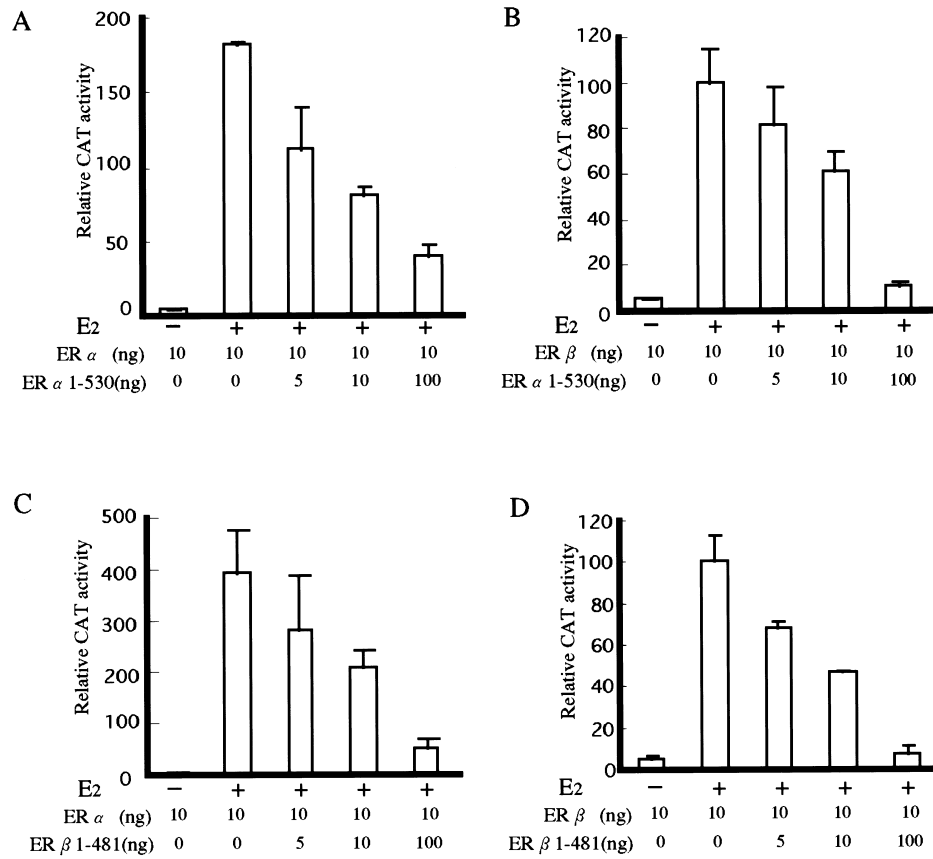 A
Relative CAT activity
200
150
100
50
0
E2 − + + + +
ER α (ng) 10 10 10 10 10
ER α 1-530(ng) 0 0 5 10 100
B
Relative CAT activity
120
100
80
60
40
20
0
E2 − + + + +
ER β (ng) 10 10 10 10 10
ER α 1-530(ng) 0 0 5 10 100
C
Relative CAT activity
500
400
300
200
100
0
E2 − + + + +
ER α (ng) 10 10 10 10 10
ER β 1-481(ng) 0 0 5 10 100
D
Relative CAT activity
120
100
80
60
40
20
0
E2 − + + + +
ER β (ng) 10 10 10 10 10
ER β 1-481(ng) 0 0 5 10 100